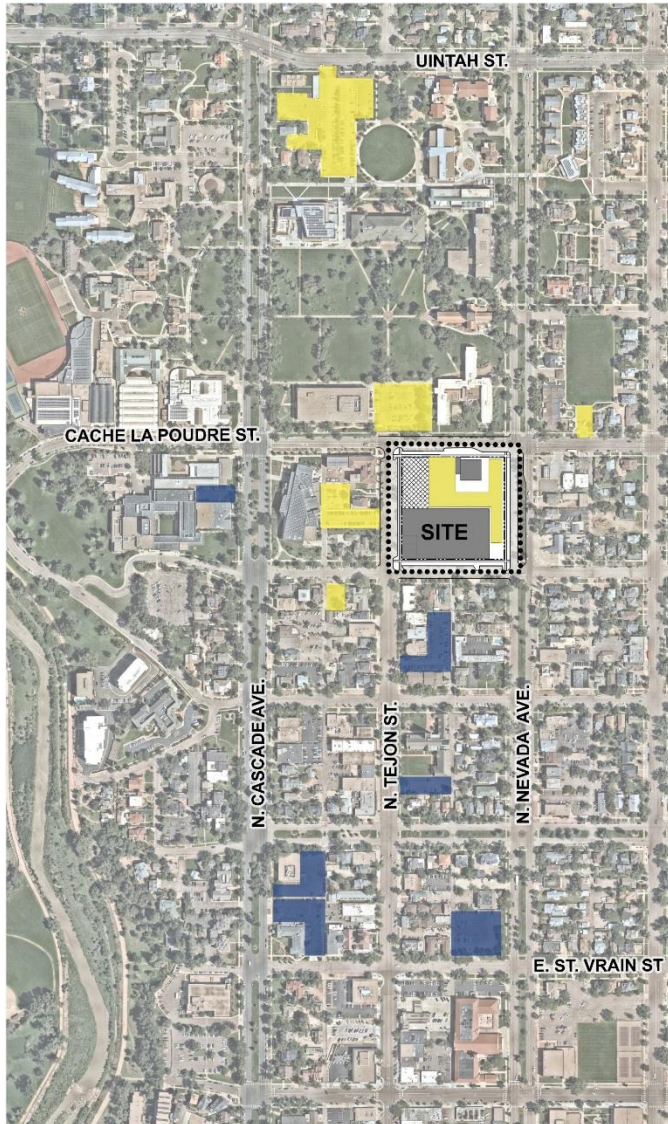 UINTAH ST.
CACHE LA POUDRE ST.
SITE
N. CASCADE AVE.
N. TEJON ST.
N. NEVADA AVE.
E. ST. VRAIN ST